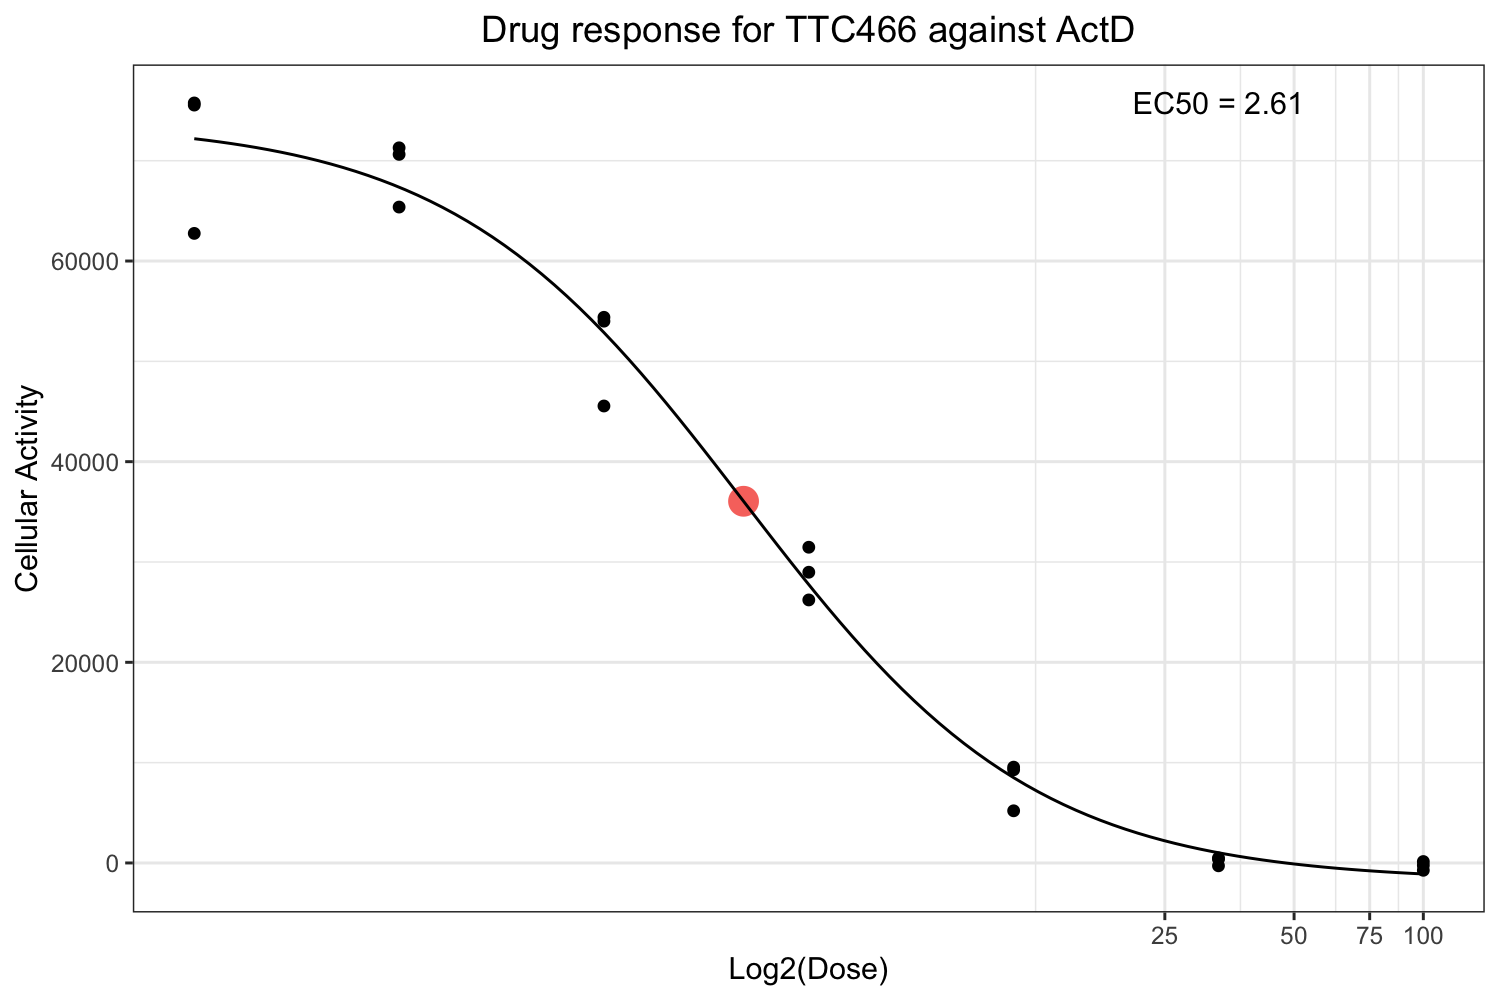 Drug response for TTC466 against ActD
EC50 = 2.61
Cellular Activity
60000
40000
20000
0
25 50 75 100
Log2(Dose)